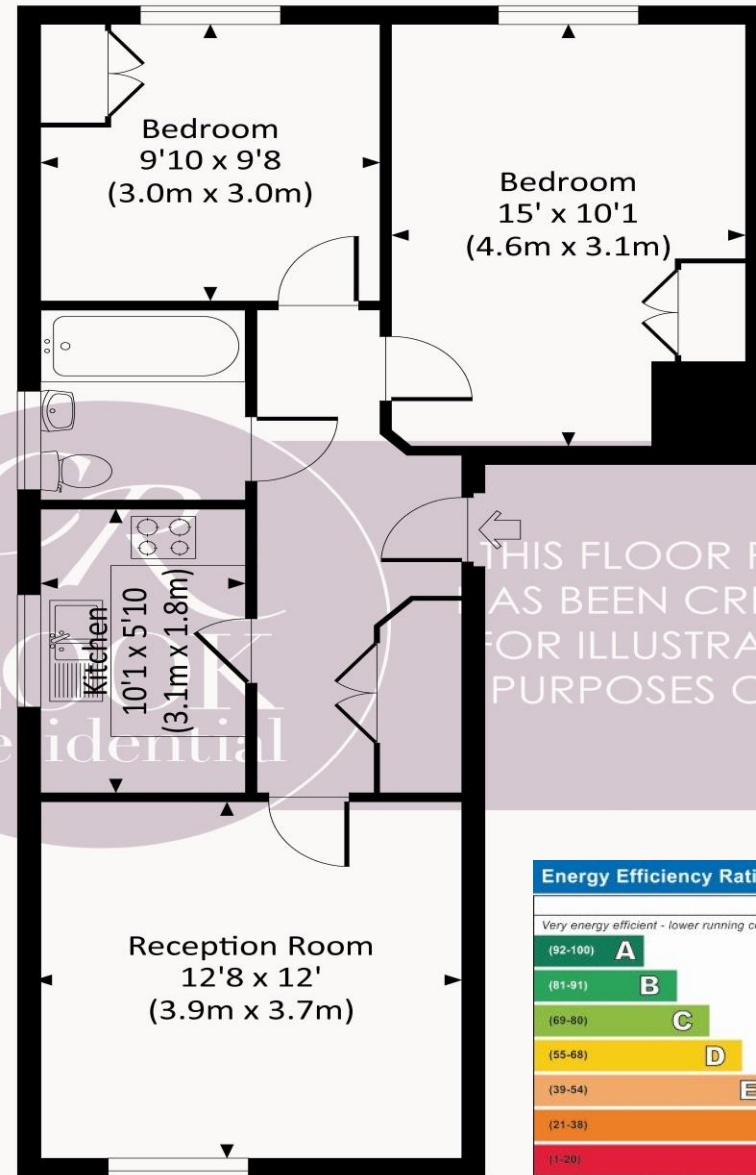 Bedroom
9'10 x 9'8
(3.0m x 3.0m)
Bedroom
15' x 10'1
(4.6m x 3.1m)
Kitchen
10'1 x 5'10
(3.1m x 1.8m)
THIS FLOOR
HAS BEEN
FOR
PURPOSES
CR
Reception Room
12'8 x 12'
(3.9m x 3.7m)
Energy Efficiency
Very energy efficient - lower running
(92-100) A
(81-91) B
(69-80) C
(55-68) D
(39-54) E
(21-38)
(1-20)